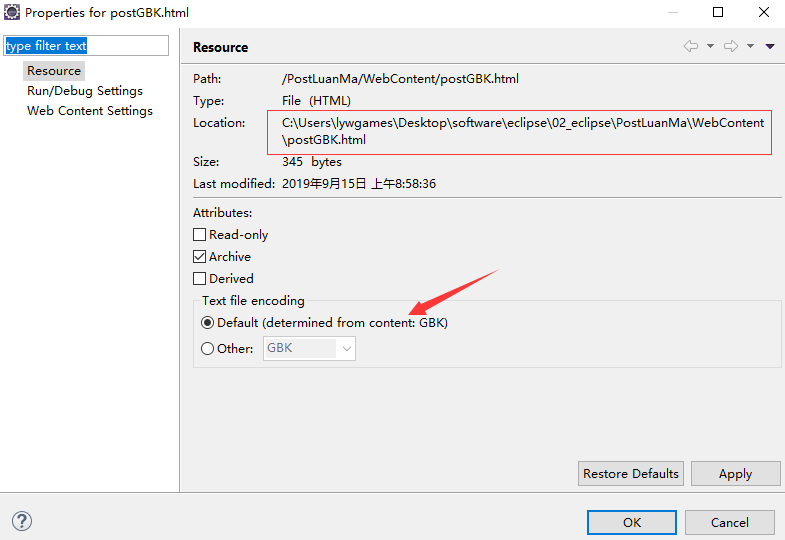 Properties for postGBK.html
type filter text
Resource
Run/Debug Settings
Web Content Settings
Resource
Path: /PostLuanMa/WebContent/postGBK.html
Type: File (HTML)
Location: C:\Users\lywgames\Desktop\software\eclipse\02_eclipse\PostLuanMa\WebContent
\postGBK.html
Size: 345 bytes
Last modified: 2019年9月15日 上午8:58:36
Attributes:
Read-only
Archive
Derived
Text file encoding
Default (determined from content: GBK)
Other: GBK
Restore Defaults Apply
? OK Cancel